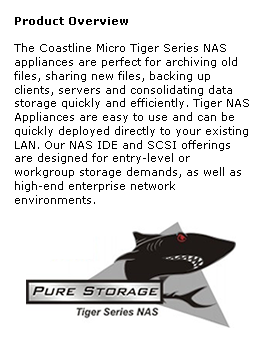 Product Overview
The Coastline Micro Tiger Series NAS
appliances are perfect for archiving old
files, sharing new files, backing up
clients, servers and consolidating data
storage quickly and efficiently. Tiger NAS
Appliances are easy to use and can be
quickly deployed directly to your existing
LAN. Our NAS IDE and SCSI offerings
are designed for entry-level or
workgroup storage demands, as well as
high-end enterprise network
environments.
PURE STORAGE
Tiger Series NAS